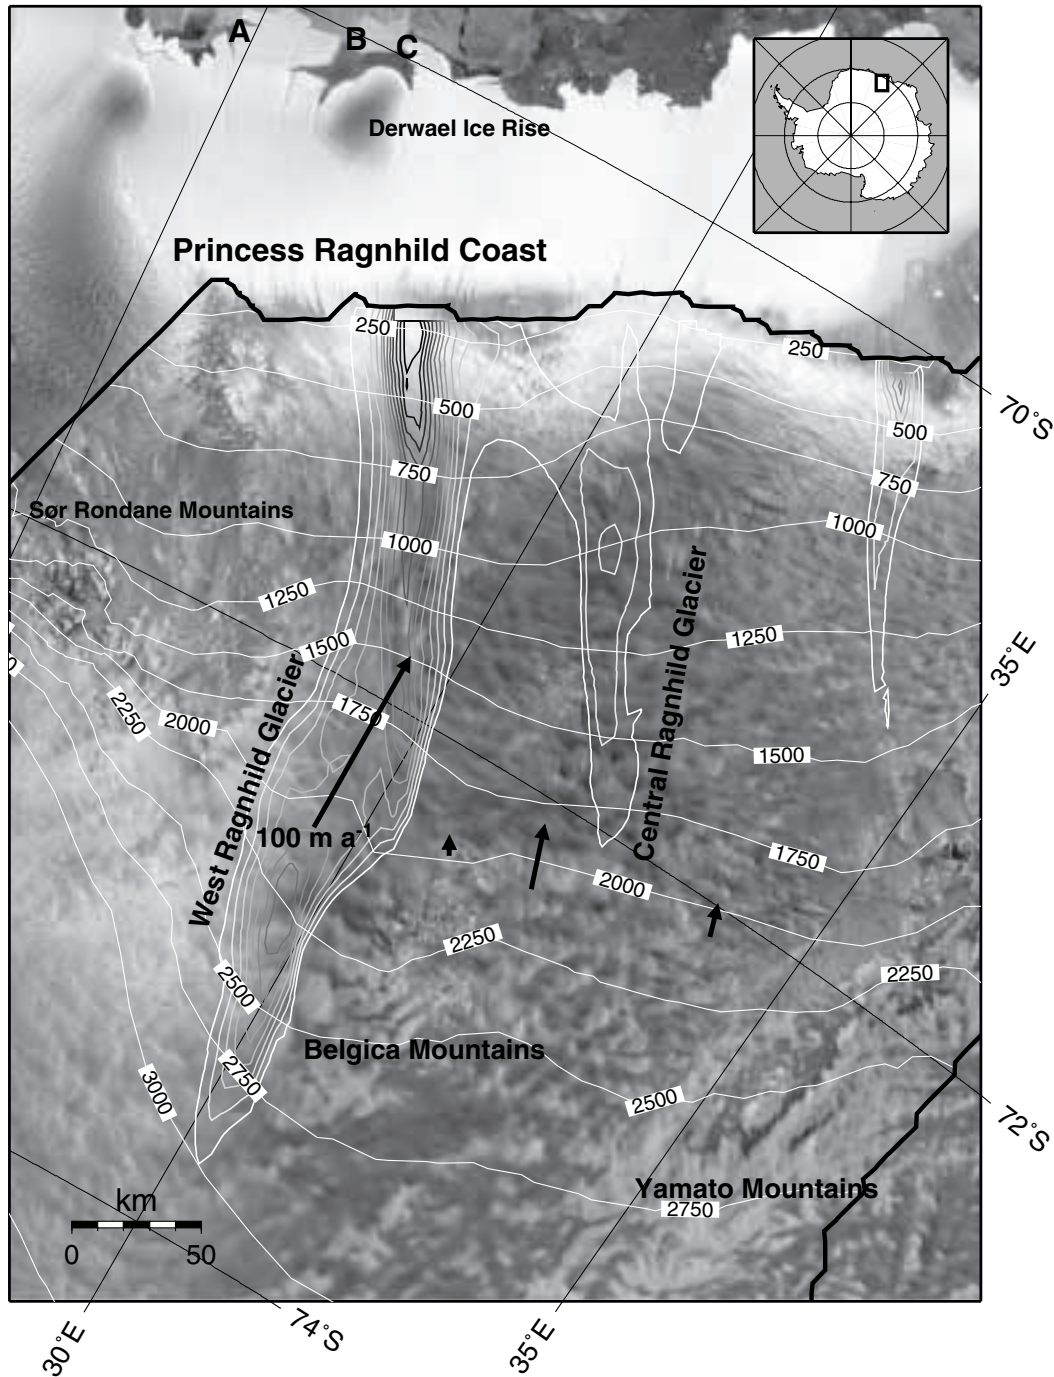 A
B
C
Derwael Ice Rise
Princess Ragnhild Coast
250
250
500
500
70°S
750
750
Sør Rondane Mountains
1000
1000
1250
1250
1500
35°E
0
2250
2000
1750
1500
West Ragnhild Glacier
Central Ragnhild Glacier
100 m a-1
1750
2000
2250
2250
2500
Belgica Mountains
2750
3000
2500
72°S
Yamato Mountains
2750
km
0 50
30°E
74°S
35°E